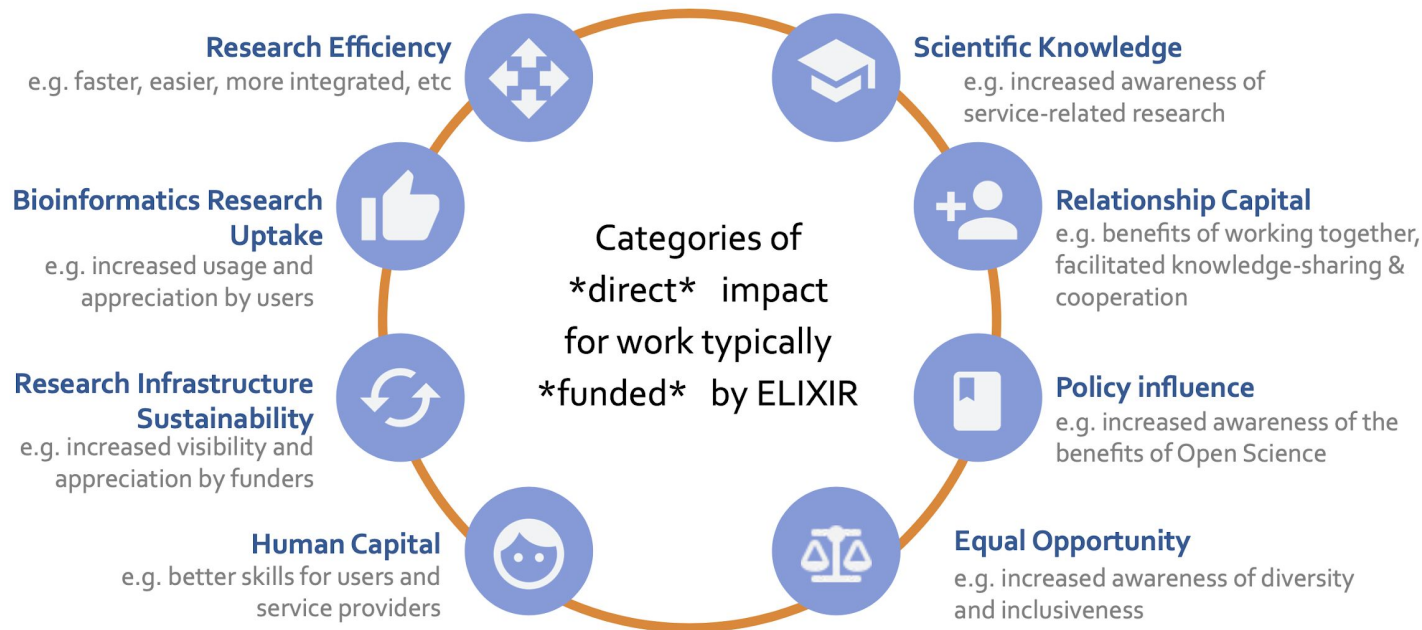 Research Efficiency
e.g. faster, easier, more integrated, etc
Scientific Knowledge
e.g. increased awareness of
service-related research
Bioinformatics Research
Uptake
e.g. increased usage and
appreciation by users
Relationship Capital
e.g. benefits of working together,
facilitated knowledge-sharing &
cooperation
Categories of
*direct* impact
for work typically
*funded* by ELIXIR
Research Infrastructure
Sustainability
e.g. increased visibility and
appreciation by funders
Policy influence
e.g. increased awareness of the
benefits of Open Science
Human Capital
e.g. better skills for users and
service providers
Equal Opportunity
e.g. increased awareness of diversity
and inclusiveness